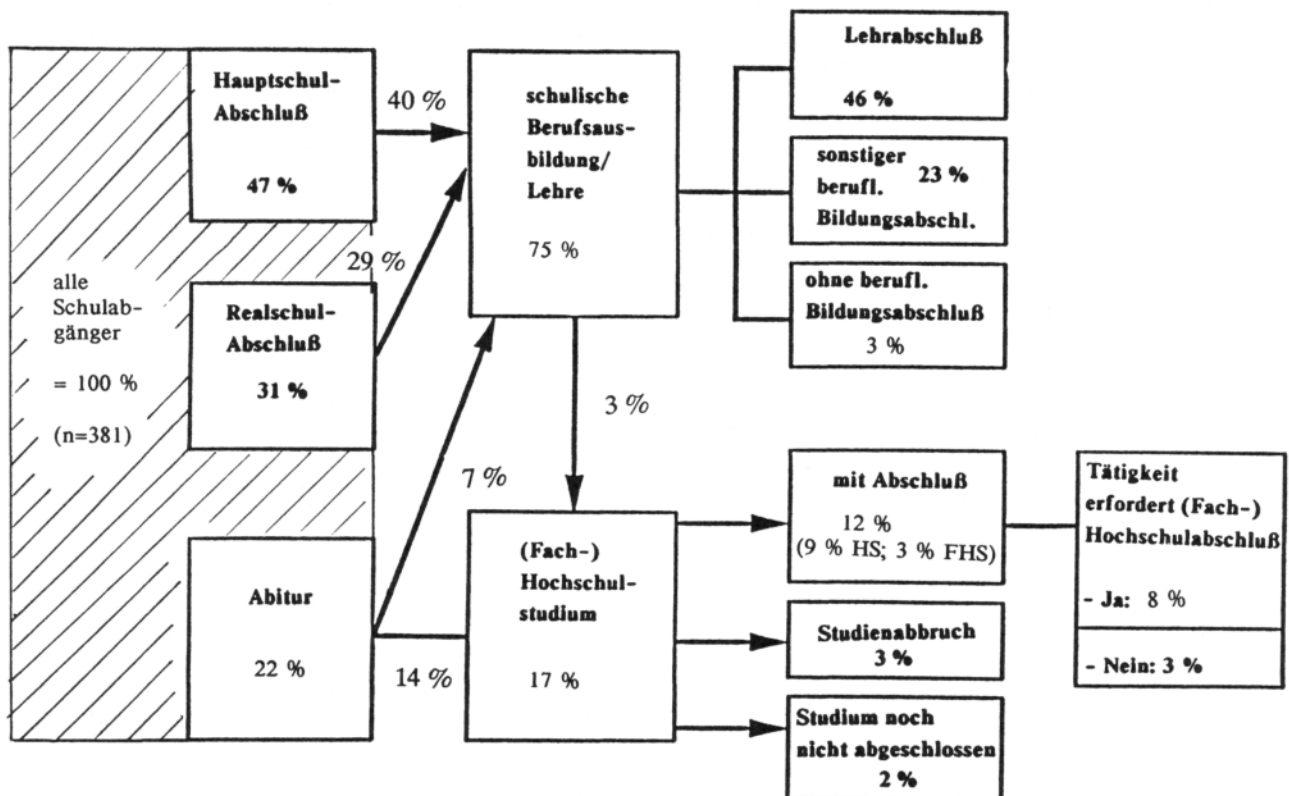 alle
Schulab-
gänger
= 100 %
(n=381)
Hauptschul-
Abschluß
47 %
Realschul-
Abschluß
31 %
Abitur
22 %
40 %
29 %
7 %
14 %
schulische
Berufsaus-
bildung/
Lehre
75 %
3 %
(Fach-)
Hochschul-
studium
17 %
Lehrabschluß
46 %
sonstiger
berufl. 23 %
Bildungsabschl.
ohne berufl.
Bildungsabschluß
3 %
mit Abschluß
12 %
(9 % HS; 3 % FHS)
Studienabbruch
3 %
Studium noch
nicht abgeschlossen
2 %
Tätigkeit
erfordert (Fach-)
Hochschulabschluß
- Ja: 8 %
- Nein: 3 %